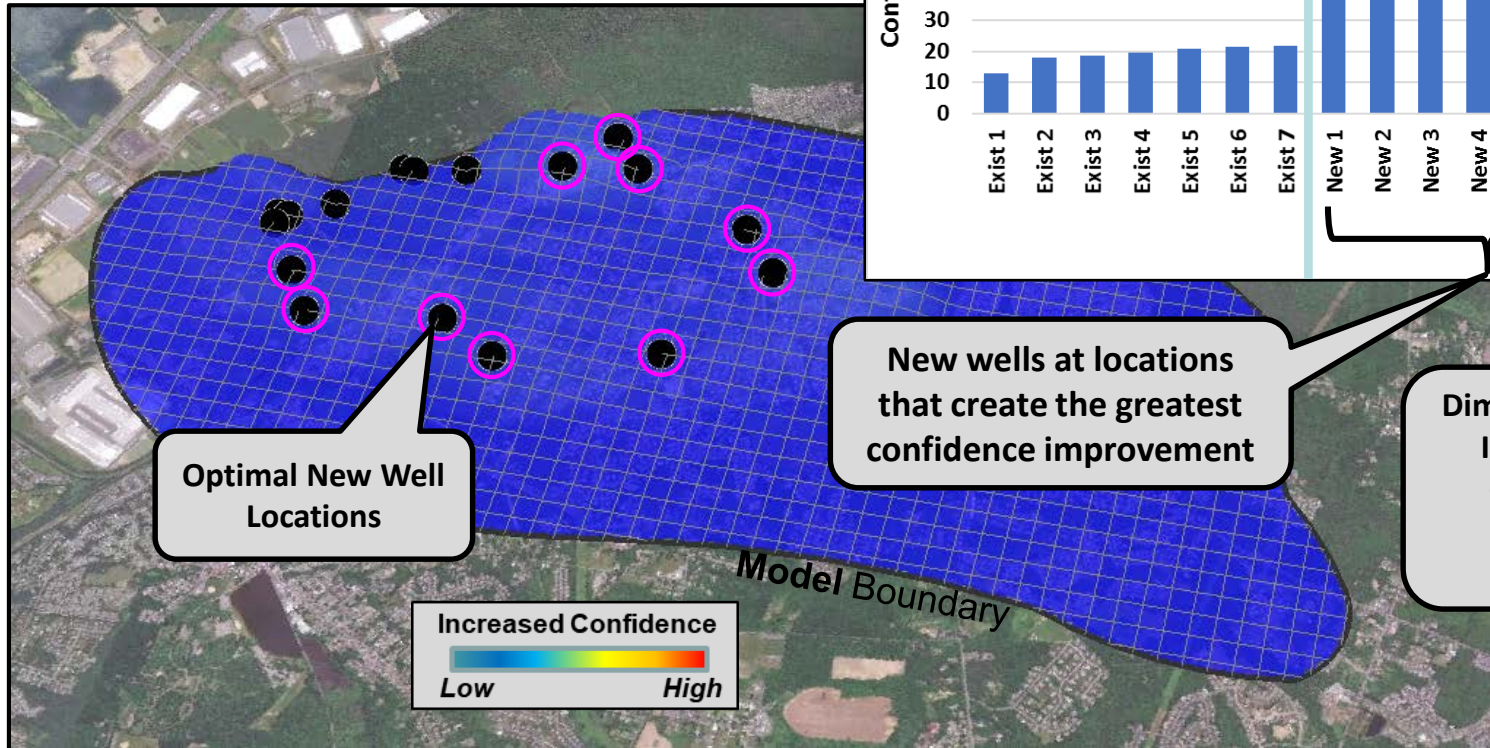 Con
30
20
10
0
Exist 1
Exist 2
Exist 3
Exist 4
Exist 5
Exist 6
Exist 7
New 1
New 2
New 3
New 4
New wells at locations
that create the greatest
confidence improvement
Dim
I
Optimal New Well
Locations
Model Boundary
Increased Confidence
Low High